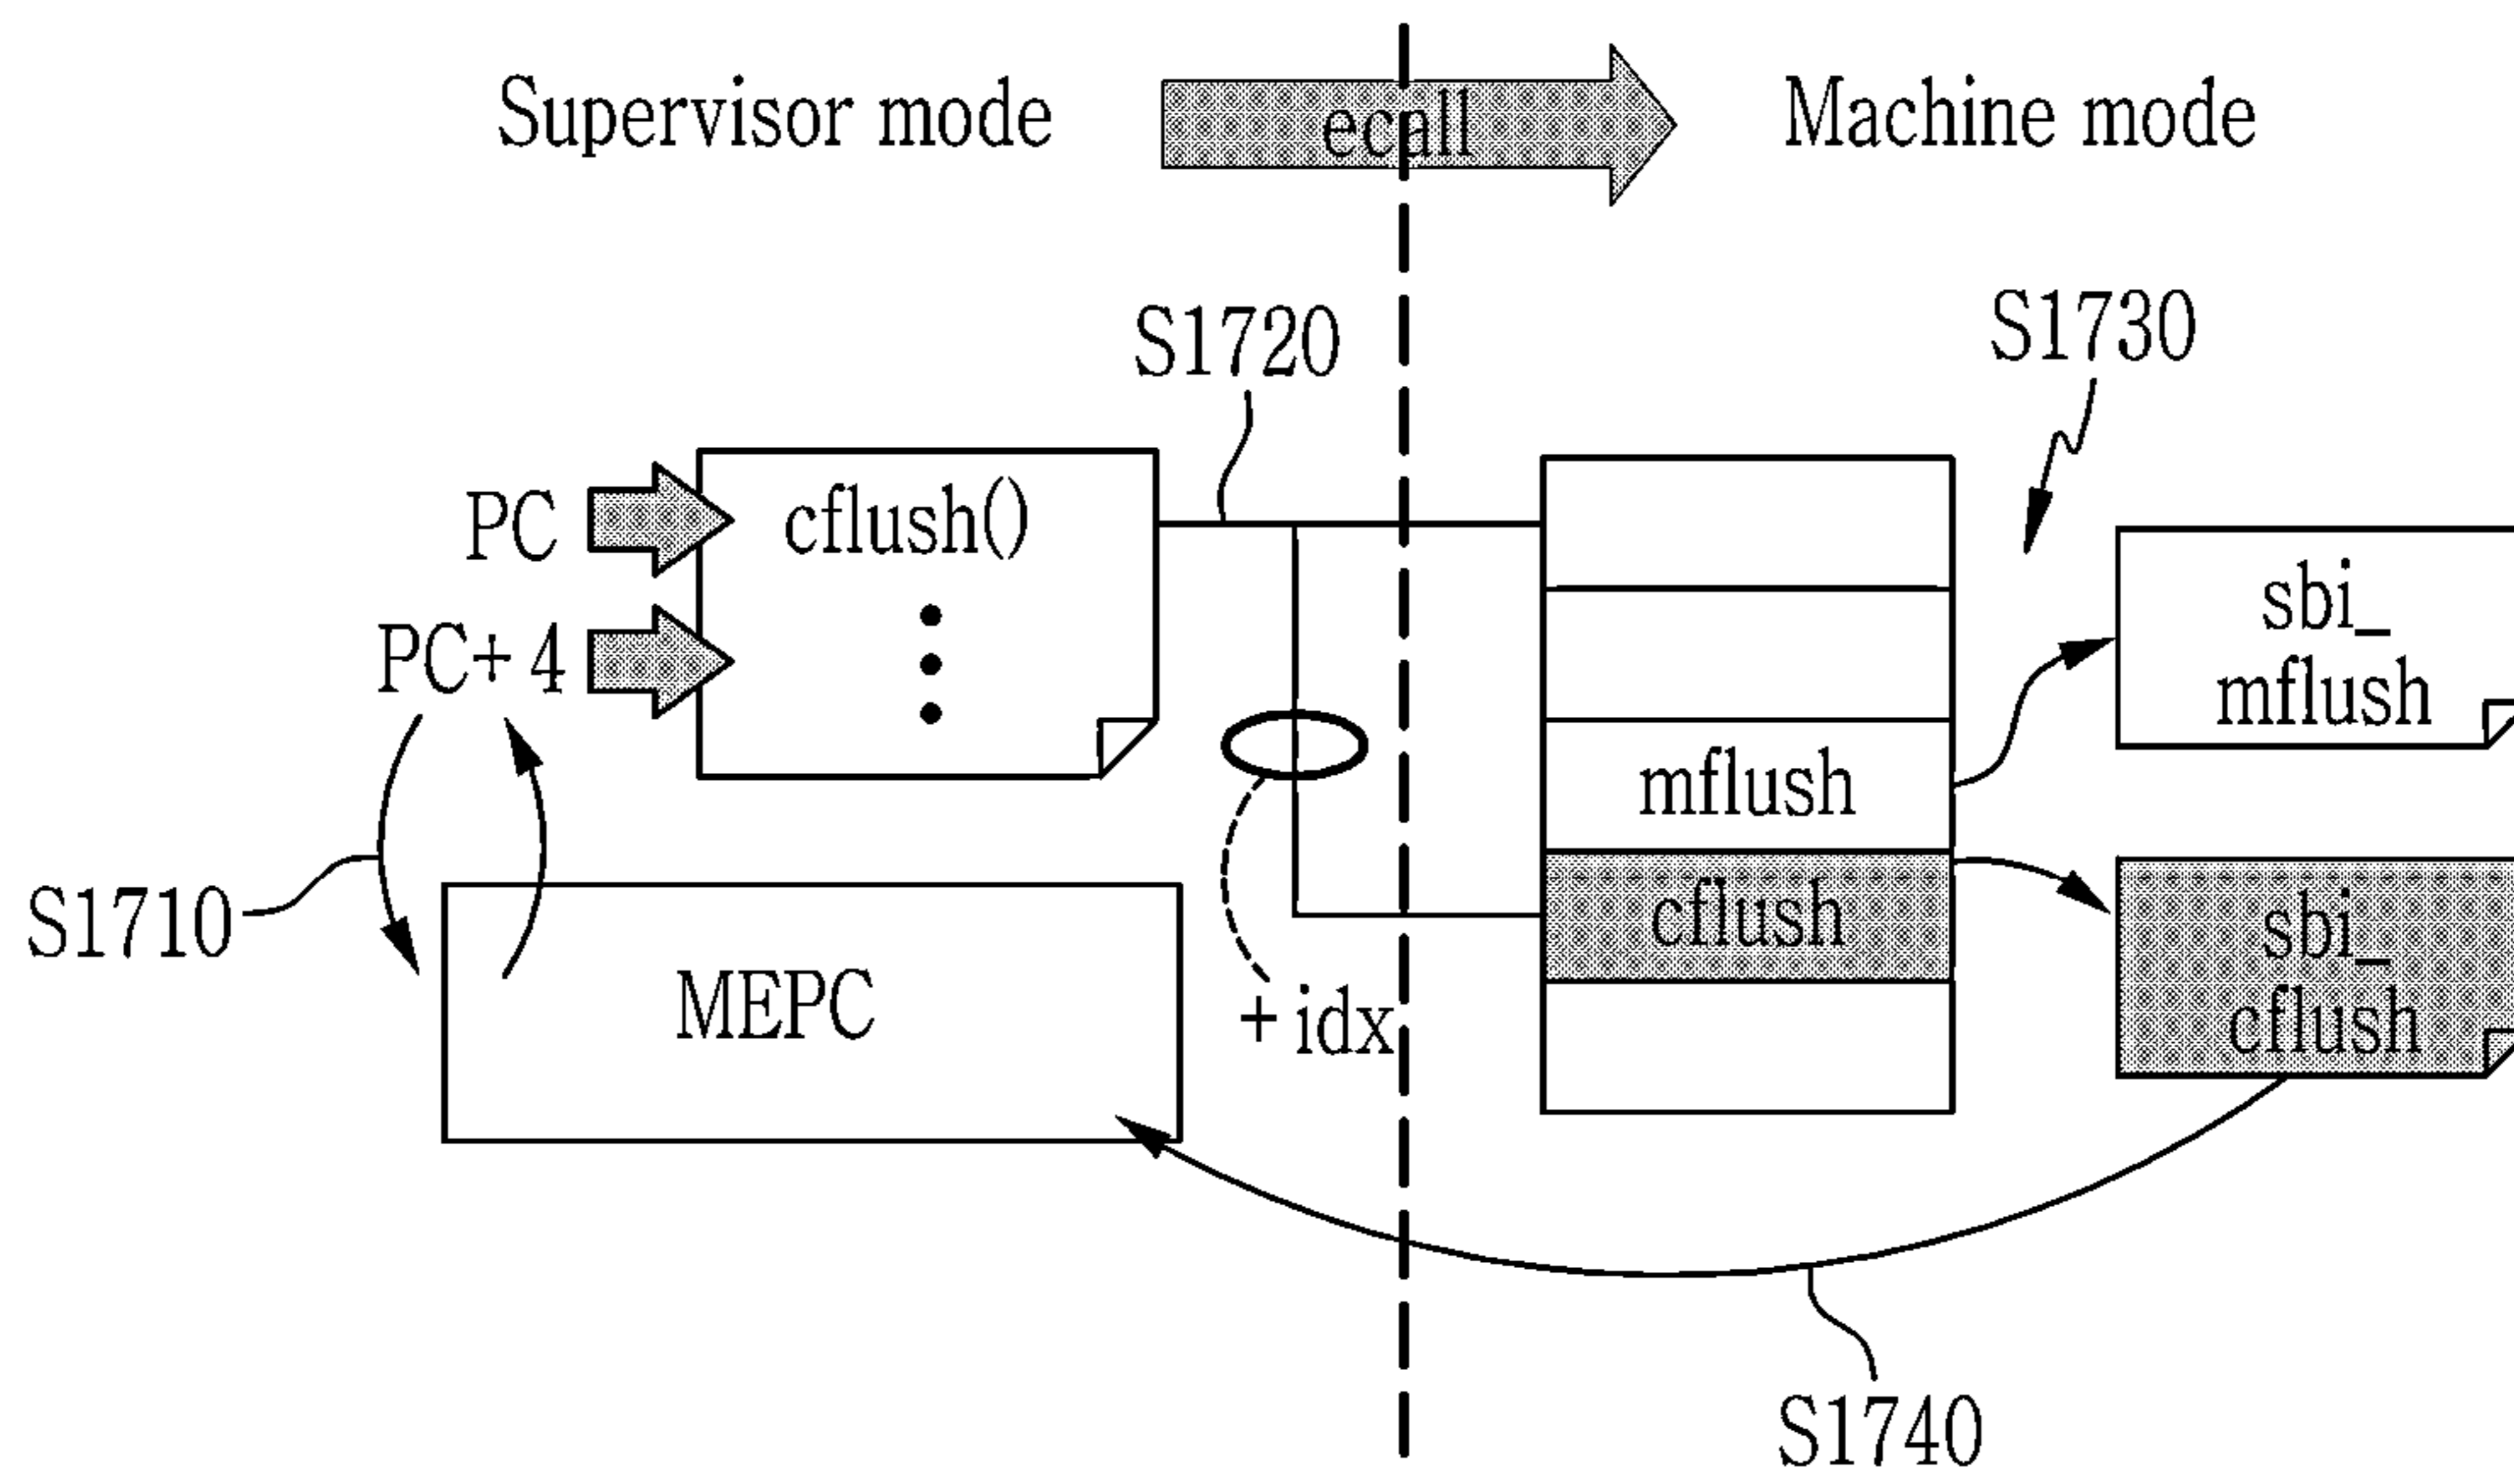 Supervisor mode
ecall
Machine mode
S1720
S1730
PC
cflush()
PC+ 4
sbi_
mflush
mflush
cflush
sbi_
cflush
S1710
MEPC
+ idx
S1740